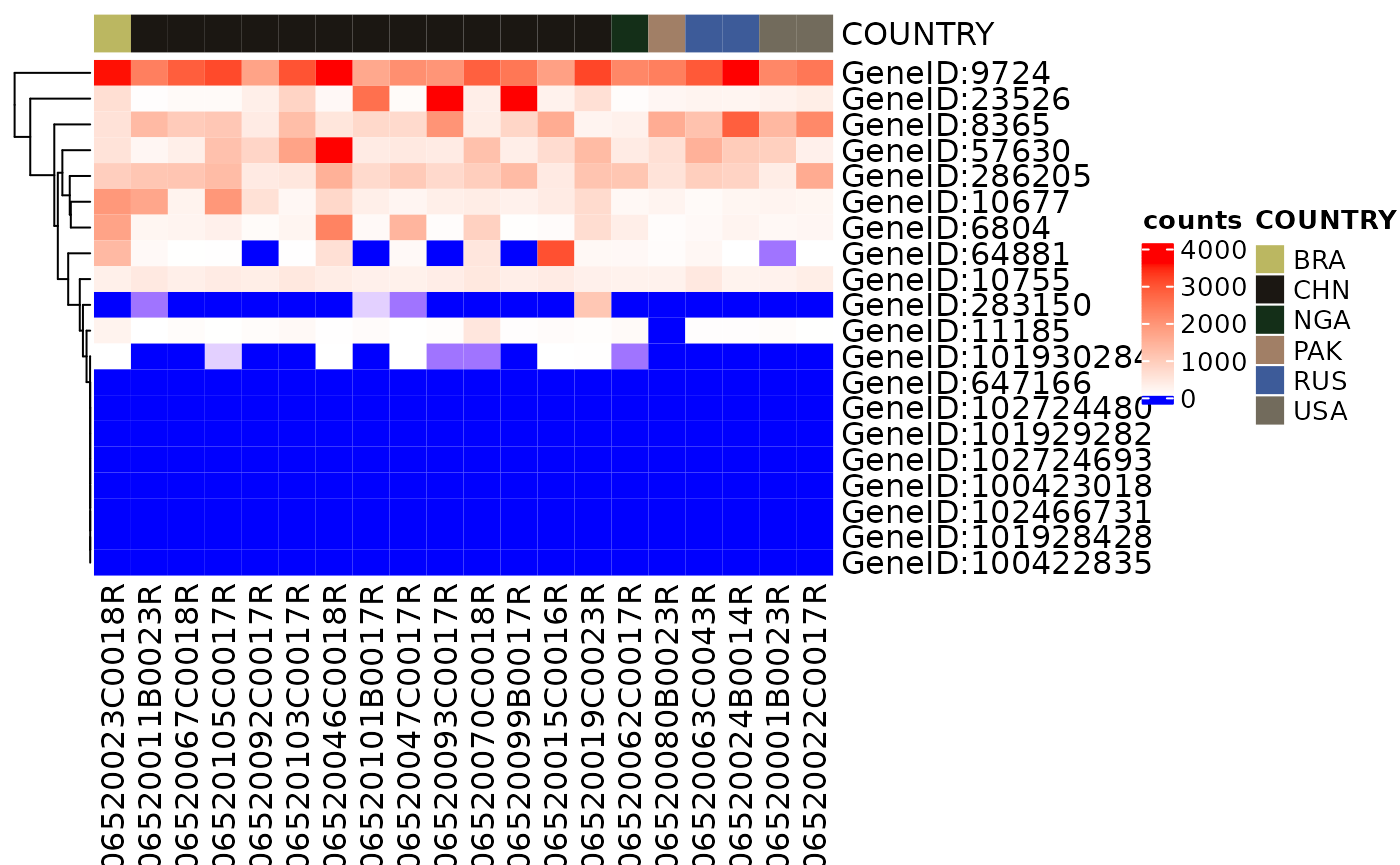 COUNTRY
GeneID:9724
GeneID:23526
GeneID:8365
GeneID:57630
GeneID:286205
GeneID:10677
GeneID:6804
GeneID:64881
GeneID:10755
GeneID:283150
GeneID:11185
GeneID:101930284
GeneID:647166
GeneID:102724480
GeneID:101929282
GeneID:102724693
GeneID:100423018
GeneID:102466731
GeneID:101928428
GeneID:100422835
counts
4000
3000
2000
1000
0
COUNTRY
BRA
CHN
NGA
PAK
RUS
USA
06520023C0018R
06520011B0023R
06520067C0018R
06520105C0017R
06520092C0017R
06520103C0017R
06520046C0018R
06520101B0017R
06520047C0017R
06520093C0017R
06520070C0018R
06520099B0017R
06520015C0016R
06520019C0023R
06520062C0017R
06520080B0023R
06520063C0043R
06520024B0014R
06520001B0023R
06520022C0017R